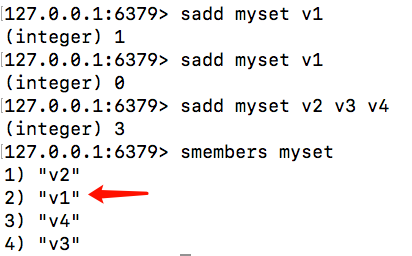 [127.0.0.1:6379> sadd myset v1
(integer) 1
[127.0.0.1:6379> sadd myset v1
(integer) 0
[127.0.0.1:6379> sadd myset v2 v3 v4
(integer) 3
[127.0.0.1:6379> smembers myset
1) "v2"
2) "v1"
3) "v4"
4) "v3"